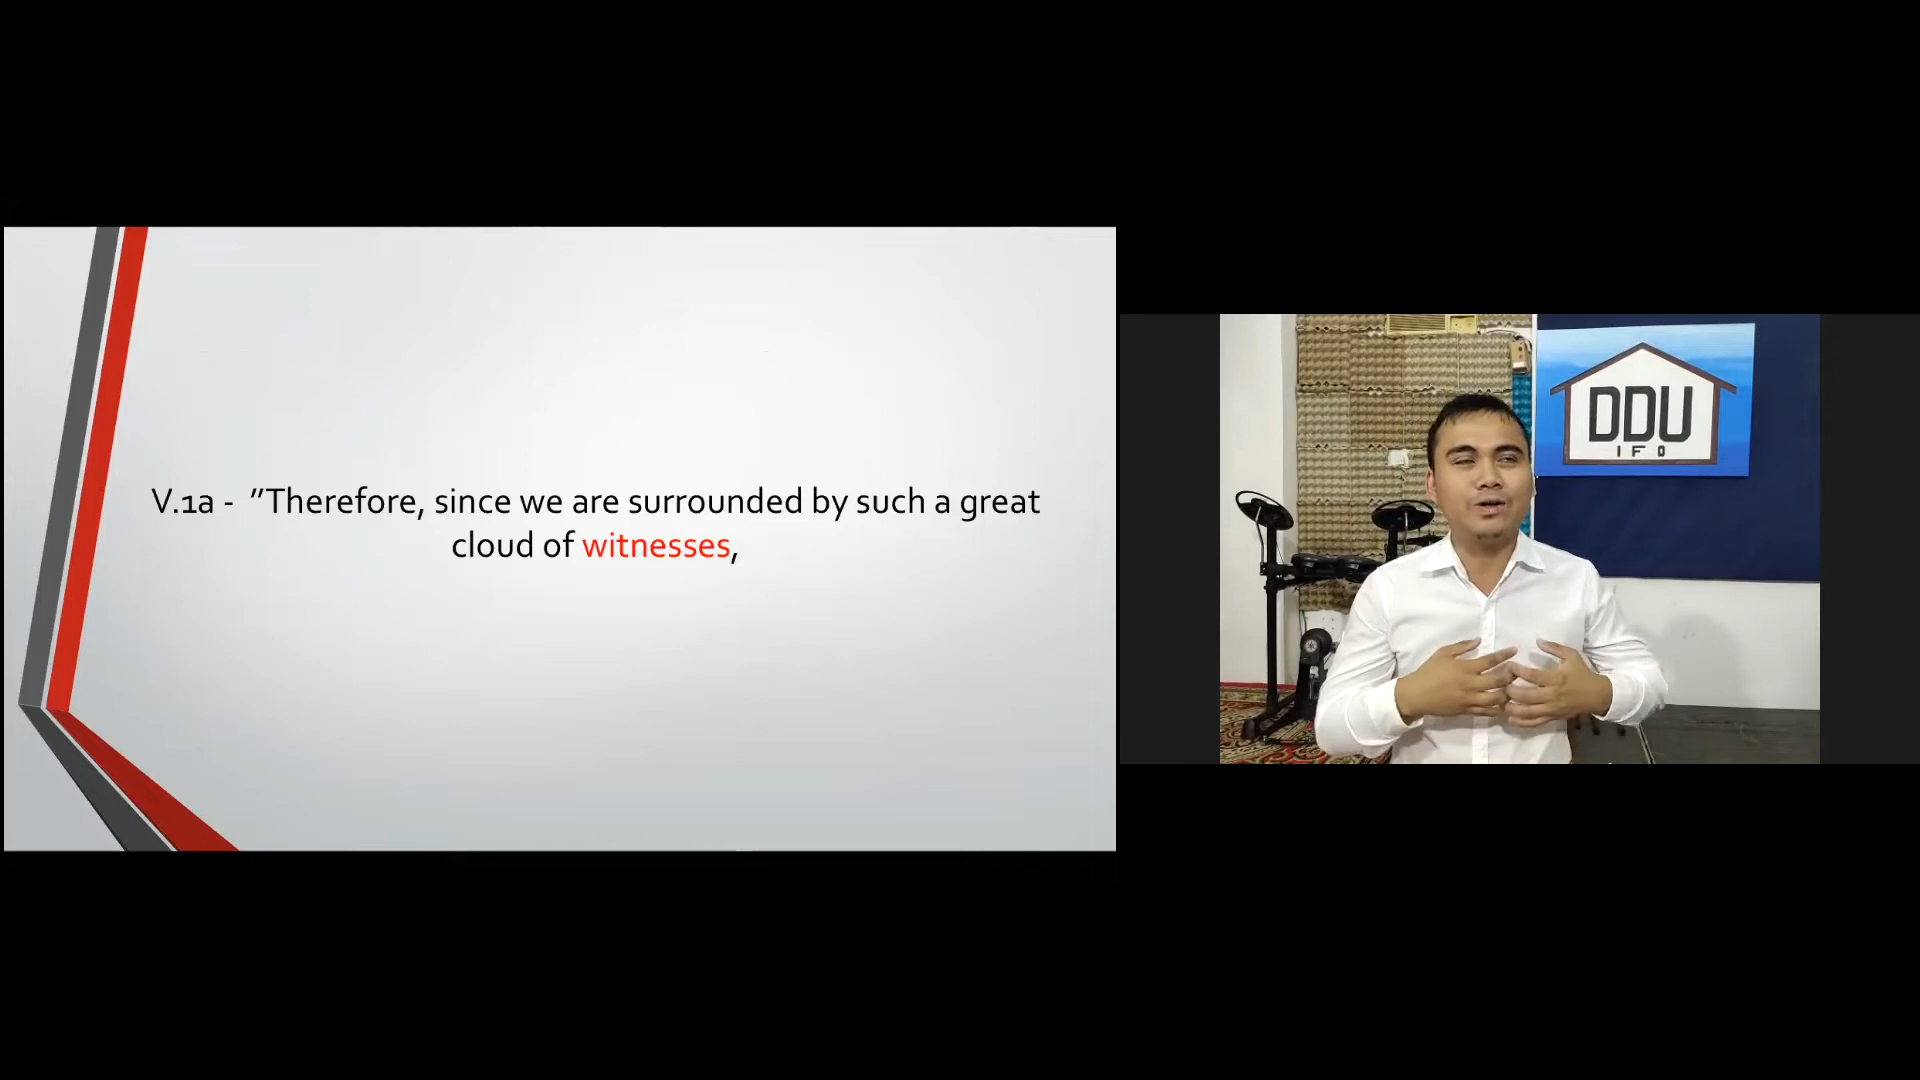 V.1a -  ”Therefore, since we are surrounded by such a great
cloud of witnesses,
DDU
IFO